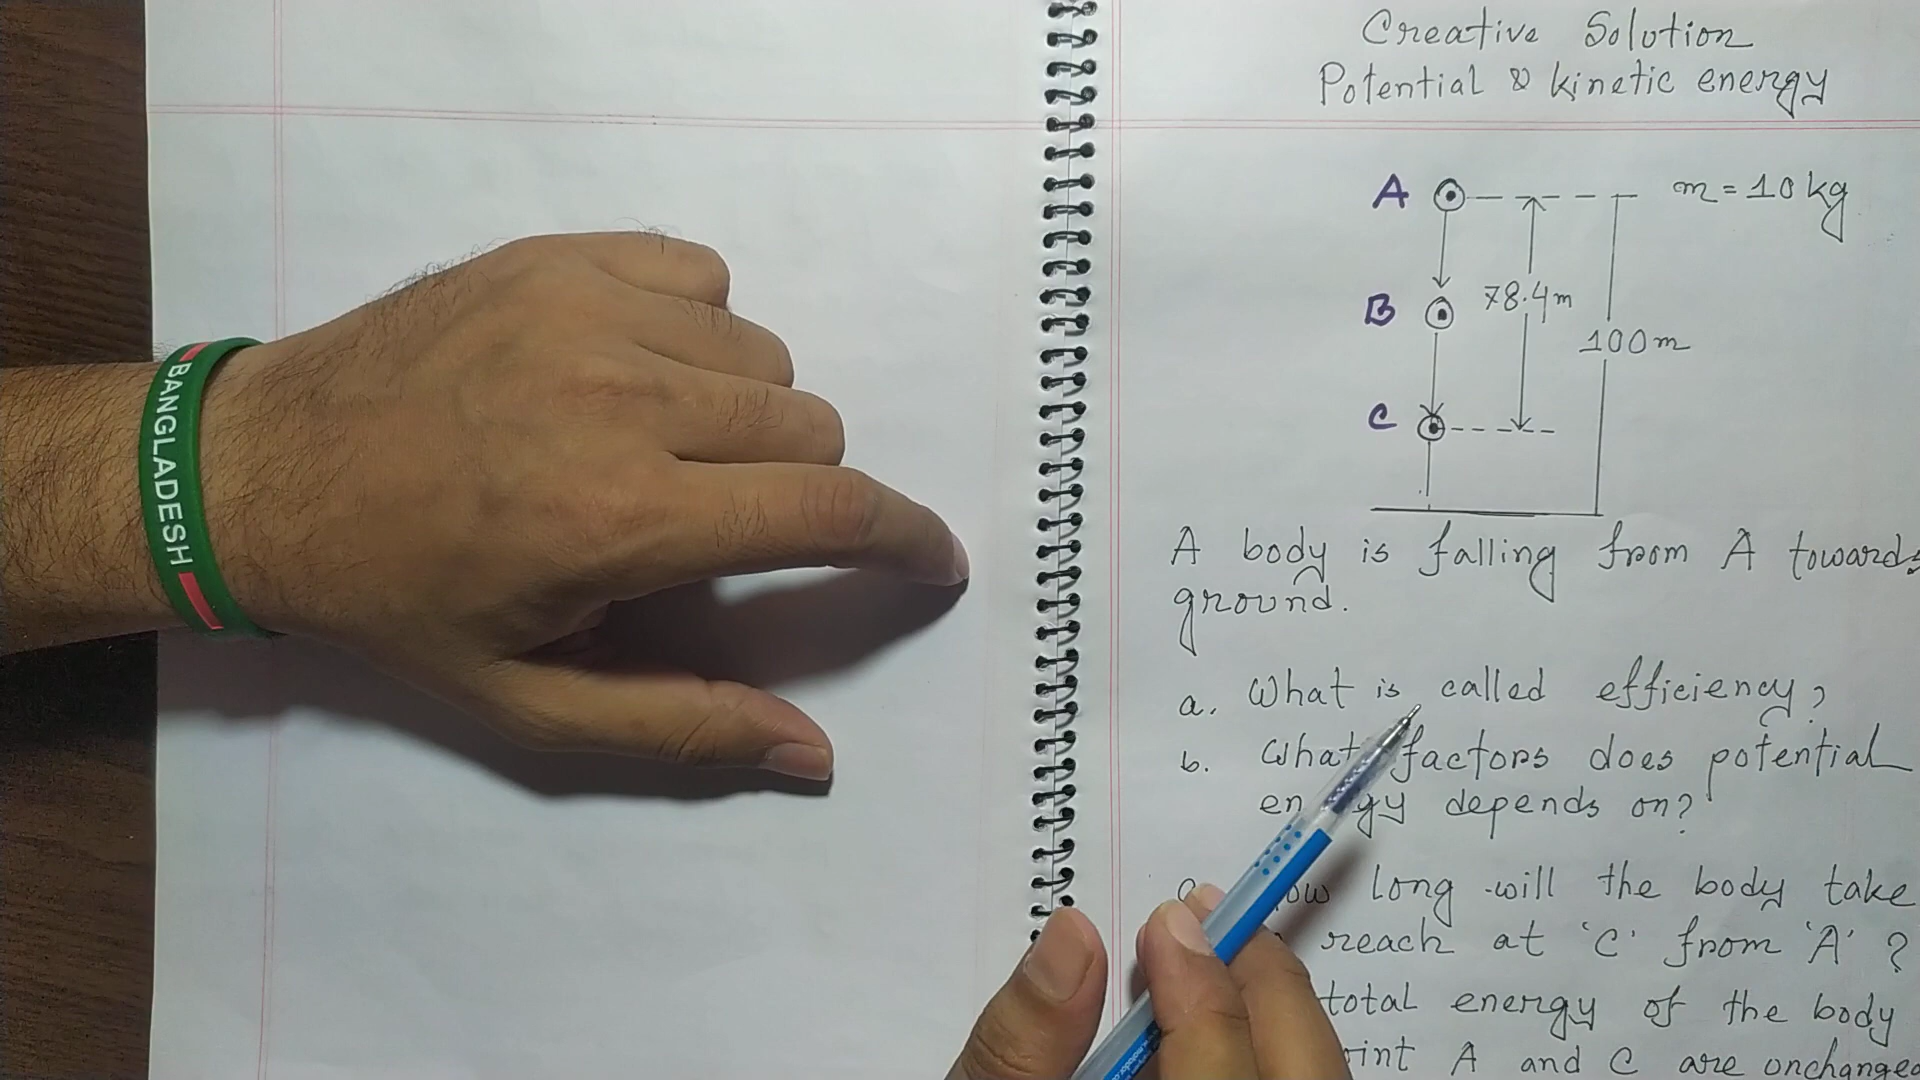 Creative Solution
Potential & kinetic energy
A
m = 10 kg
B
78.4m
100m
C
A body is falling from A towards
ground.
a. What is called efficiency?
b. What factors does potential
energy depends on?
long will the body take
reach at 'C' from 'A' ?
total energy of the body
A and C are onchanged
BANGLADESH